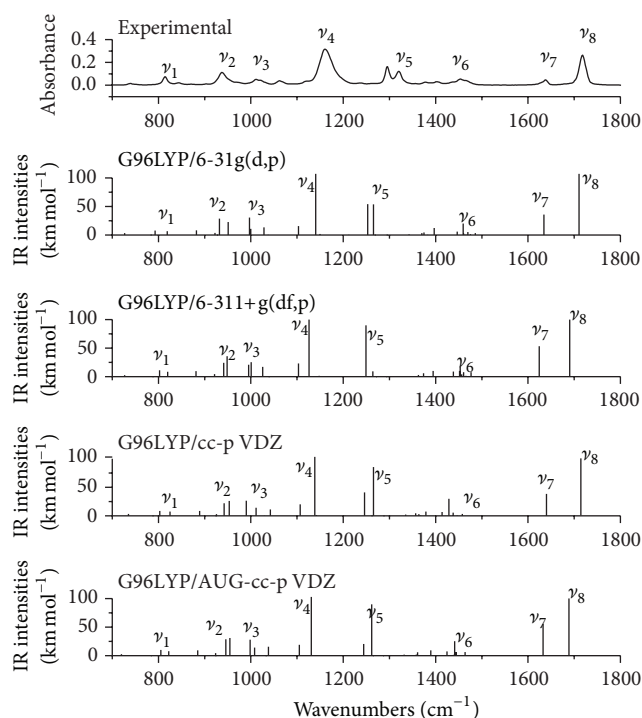 Experimental
Absorbance
0.4
0.2
0.0
ν1 ν2 ν3 ν4 ν5 ν6 ν7 ν8
800 1000 1200 1400 1600 1800
G96LYP/6-31g(d,p)
IR intensities
(km mol−1)
100
50
0
ν1 ν2 ν3 ν4 ν5 ν6 ν7 ν8
800 1000 1200 1400 1600 1800
G96LYP/6-311+g(df,p)
IR intensities
(km mol−1)
100
50
0
ν1 ν2 ν3 ν4 ν5 ν6 ν7 ν8
800 1000 1200 1400 1600 1800
G96LYP/cc-p VDZ
IR intensities
(km mol−1)
100
50
0
ν1 ν2 ν3 ν4 ν5 ν6 ν7 ν8
800 1000 1200 1400 1600 1800
G96LYP/AUG-cc-p VDZ
IR intensities
(km mol−1)
100
50
0
ν1 ν2 ν3 ν4 ν5 ν6 ν7 ν8
800 1000 1200 1400 1600 1800
Wavenumbers (cm−1)